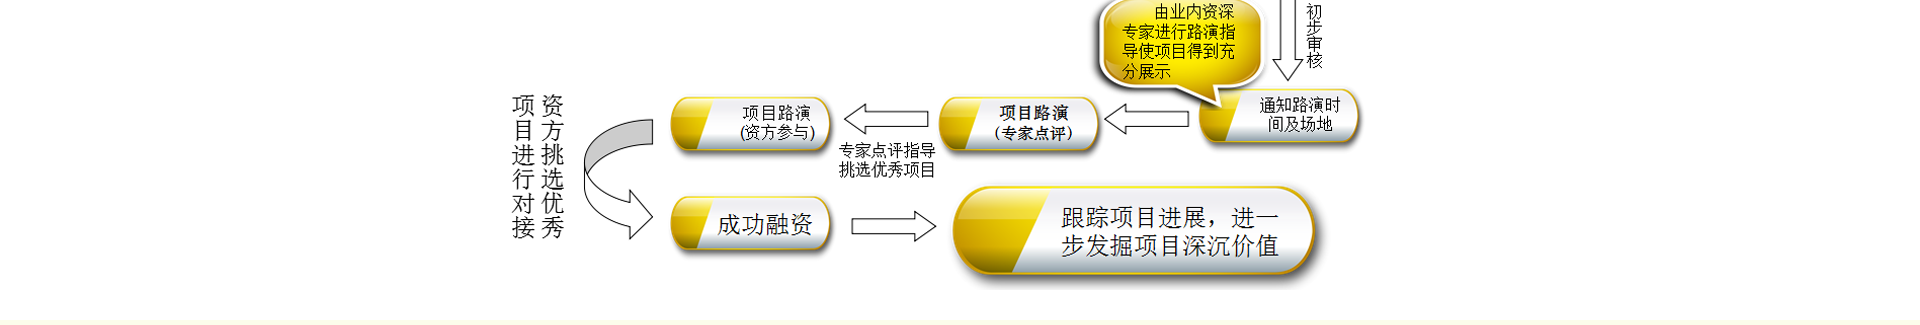 由业内资深
专家进行路演指
导使项目得到充
分展示
初步审核
通知路演时
间及场地
项目路演
（专家点评）
专家点评指导
挑选优秀项目
项目路演
(资方参与)
资方挑选优秀
项目进行对接
成功融资
跟踪项目进展，进一
步发掘项目深沉价值